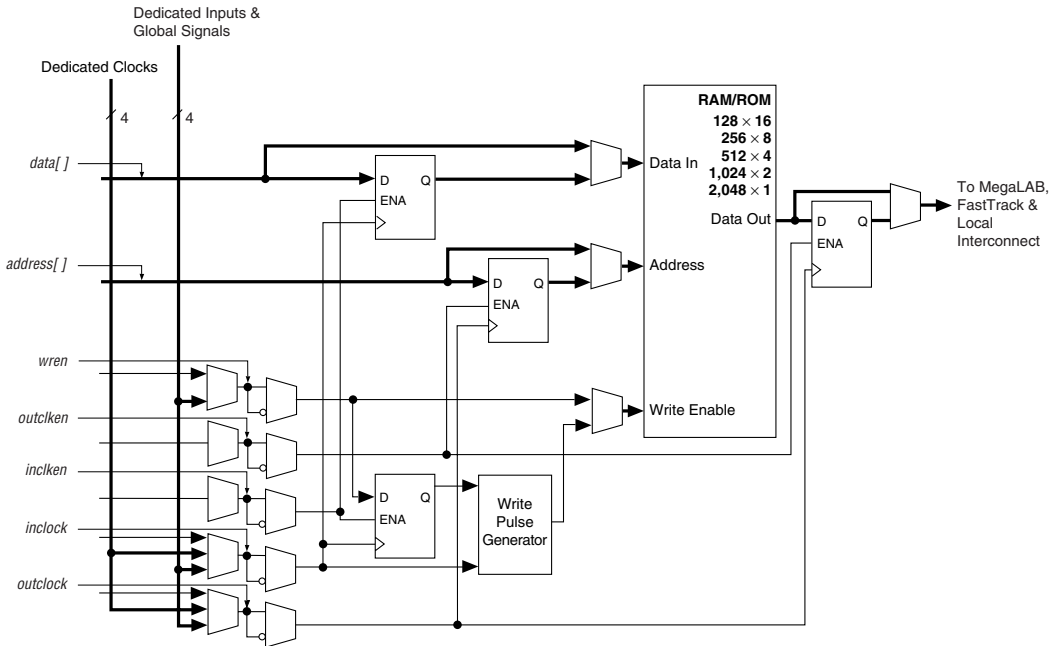 Dedicated Inputs &
Global Signals
Dedicated Clocks
4
4
RAM/ROM
128 × 16
256 × 8
512 × 4
1,024 × 2
2,048 × 1
data[ ]
Data In
D Q
ENA
To MegaLAB,
FastTrack &
Local
Interconnect
Data Out
D Q
ENA
address[ ]
Address
D Q
ENA
wren
Write Enable
outclken
inclken
D Q
ENA
Write
Pulse
Generator
inclock
outclock